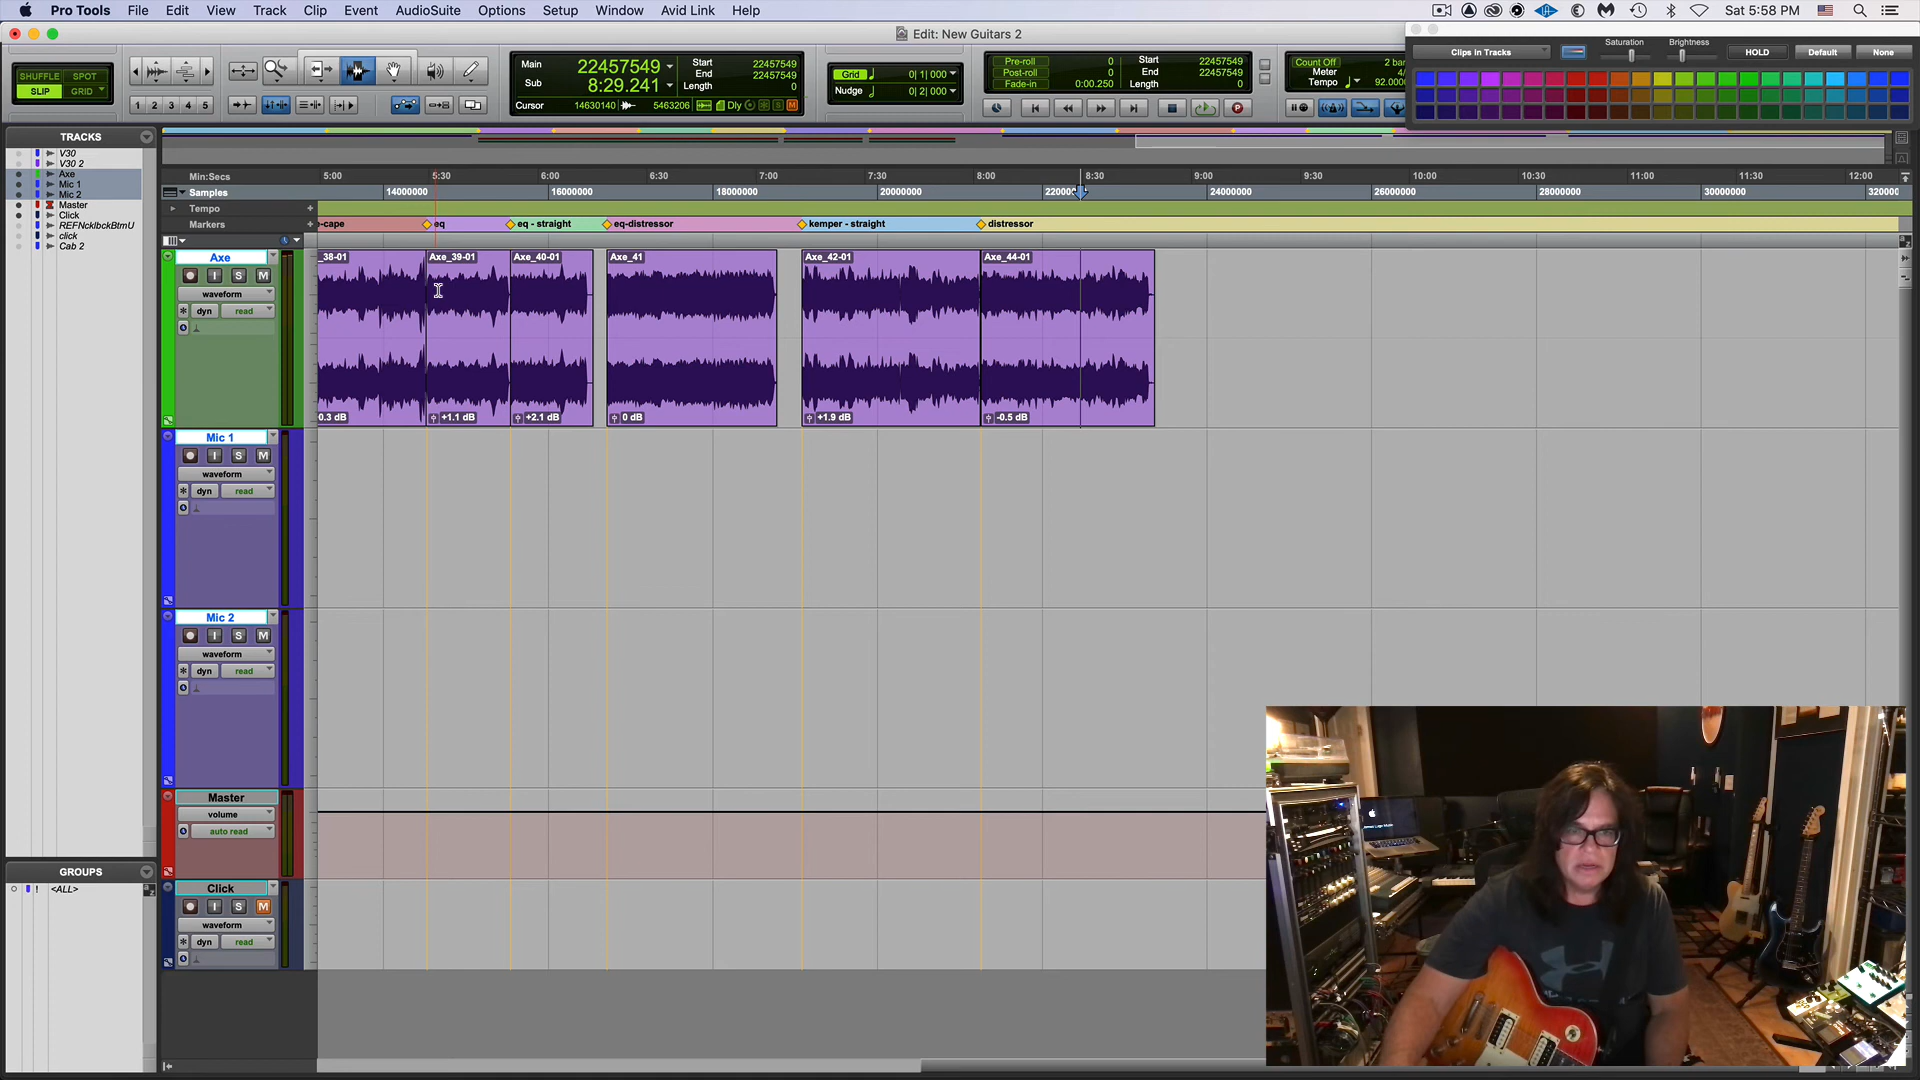 Pro Tools File Edit View Track Clip Event AudioSuite Options Setup Window Avid Link Help Sat 5:58 PM
Edit: New Guitars 2
SHUFFLE SPOT
SLIP GRID
1 2 3 4 5
Main 22457549
Sub 8:29.241
Start 22457549
End 22457549
Length 0
Cursor 14630140 5463206 Dly
Grid 0| 1| 000
Nudge 0| 2| 000
Pre-roll 0
Post-roll 0
Fade-in 0:00.250
Start 22457549
End 22457549
Length 0
Count Off 2 bar
Meter 4/
Tempo 92.0000
Clips in Tracks
Saturation
Brightness
HOLD
Default
None
TRACKS
V30
V30 2
Axe
Mic 1
Mic 2
Master
Click
REFNcklbckBtmU
click
Cab 2
GROUPS
! <ALL>
Min:Secs 5:00 5:30 6:00 6:30 7:00 7:30 8:00 8:30 9:00 9:30 10:00 10:30 11:00 11:30 12:00
Samples 14000000 16000000 18000000 20000000 22000 24000000 26000000 28000000 30000000 320000
Tempo
Markers -cape eq eq - straight eq-distressor kemper - straight distressor
Axe
I S M
waveform
dyn read
_38-01 Axe_39-01 Axe_40-01 Axe_41 Axe_42-01 Axe_44-01
0.3 dB +1.1 dB +2.1 dB 0 dB +1.9 dB -0.5 dB
Mic 1
I S M
waveform
dyn read
Mic 2
I S M
waveform
dyn read
Master
volume
auto read
Click
I S M
waveform
dyn read